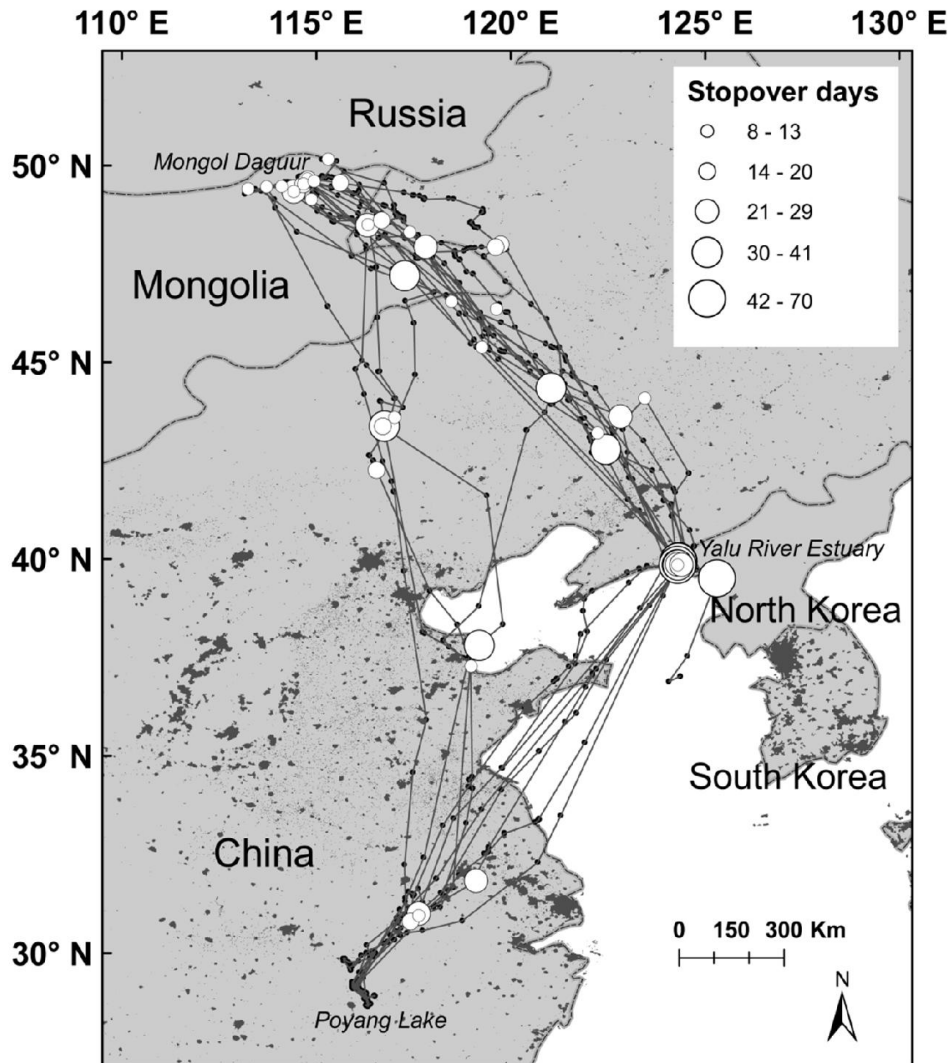 110° E 115° E 120° E 125° E 130° E
Stopover days
8 - 13
14 - 20
21 - 29
30 - 41
42 - 70
Russia
50° N
Mongol Daguur
Mongolia
45° N
40° N
Yalu River Estuary
North Korea
35° N
South Korea
China
0 150 300 Km
30° N
N
Poyang Lake